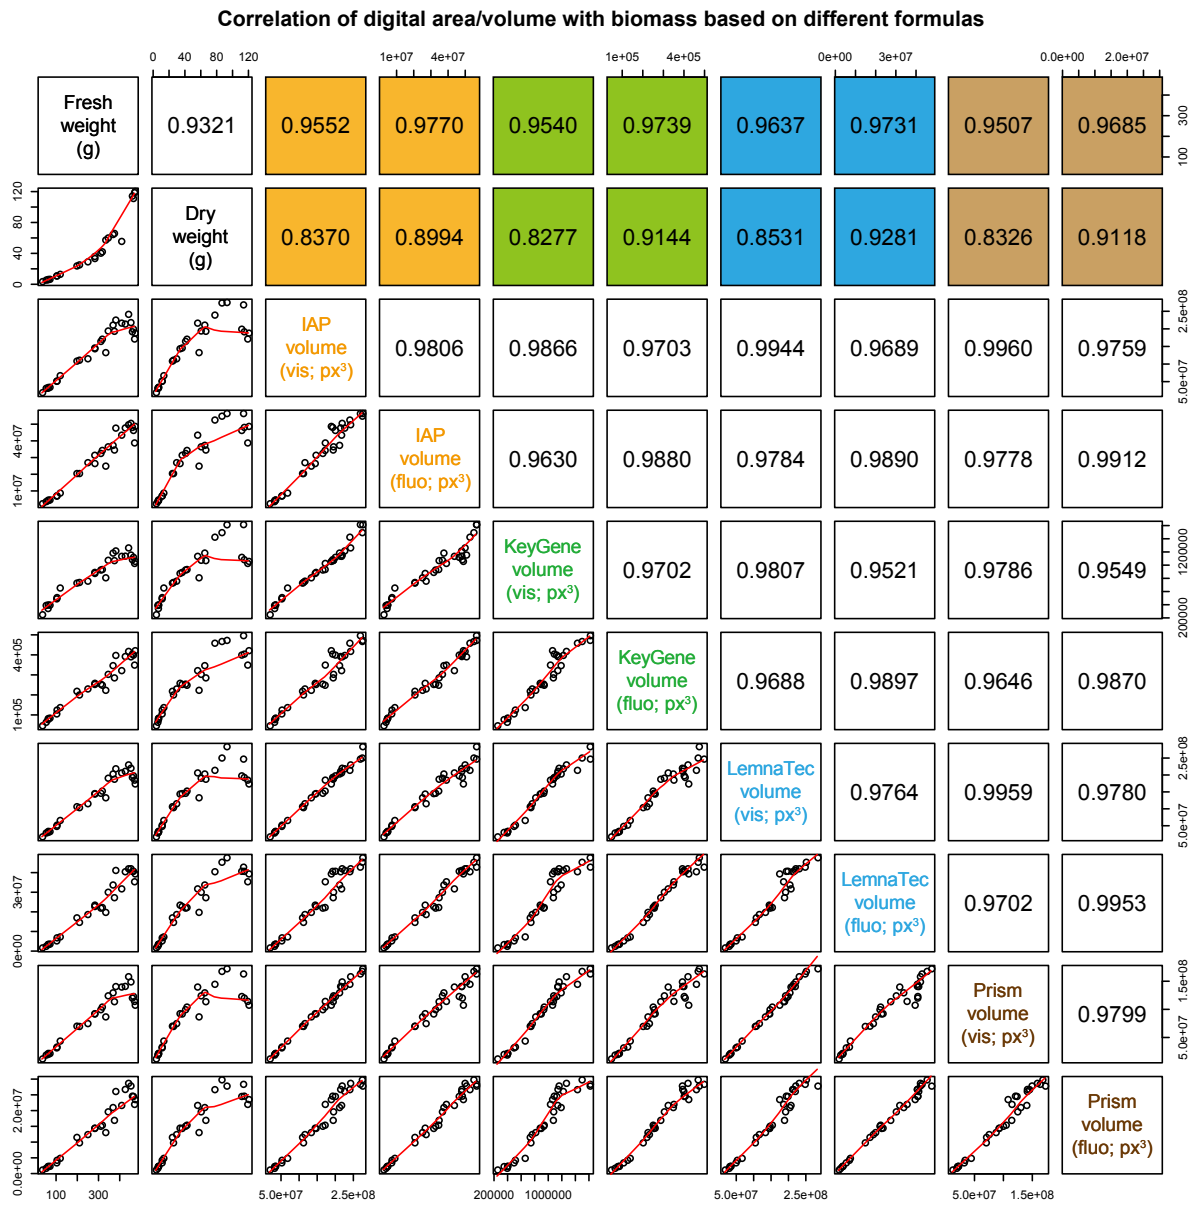 Correlation of digital area/volume with biomass based on different formulas
0 40 80 120 1e+07 4e+07 1e+05 4e+05 0e+00 3e+07 0.0e+00 2.0e+07
Fresh
weight
(g)
0.9321 0.9552 0.9770 0.9540 0.9739 0.9637 0.9731 0.9507 0.9685
100 300
0 40 80 120
Dry
weight
(g)
0.8370 0.8994 0.8277 0.9144 0.8531 0.9281 0.8326 0.9118
IAP
volume
(vis; px³)
0.9806 0.9866 0.9703 0.9944 0.9689 0.9960 0.9759
5.0e+07 2.5e+08
1e+07 4e+07
IAP
volume
(fluo; px³)
0.9630 0.9880 0.9784 0.9890 0.9778 0.9912
KeyGene
volume
(vis; px³)
0.9702 0.9807 0.9521 0.9786 0.9549
200000 1200000
1e+05 4e+05
KeyGene
volume
(fluo; px³)
0.9688 0.9897 0.9646 0.9870
LemnaTec
volume
(vis; px³)
0.9764 0.9959 0.9780
5.0e+07 2.5e+08
0e+00 3e+07
LemnaTec
volume
(fluo; px³)
0.9702 0.9953
Prism
volume
(vis; px³)
0.9799
5.0e+07 1.5e+08
0.0e+00 2.0e+07
Prism
volume
(fluo; px³)
100 300 5.0e+07 2.5e+08 200000 1000000 5.0e+07 2.5e+08 5.0e+07 1.5e+08